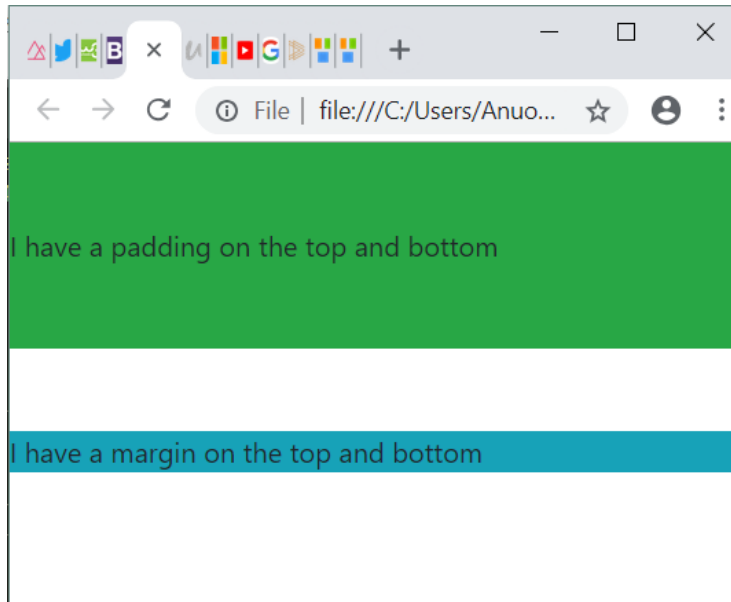 B
G
File | file:///C:/Users/Anuo...
I have a padding on the top and bottom
I have a margin on the top and bottom